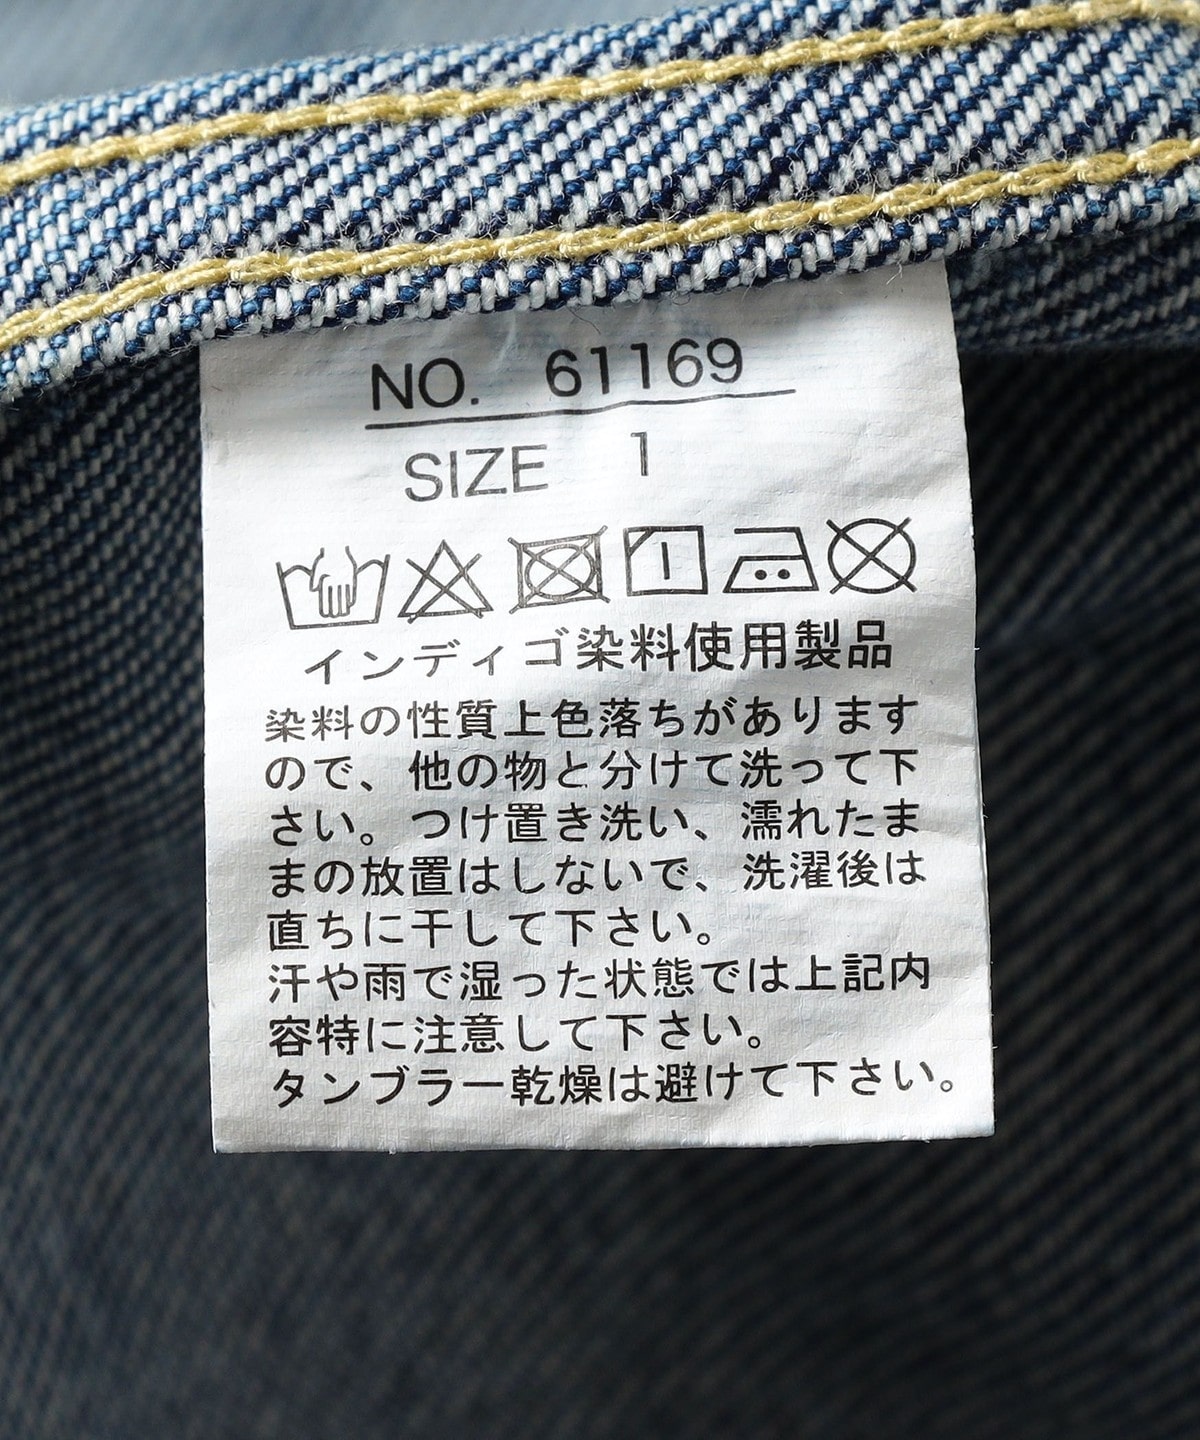 NO. 61169
SIZE 1
インディゴ染料使用製品
染料の性質上色落ちがあります
ので、他の物と分けて洗って下
さい。つけ置き洗い、濡れたま
まの放置はしないで、洗濯後は
直ちに干して下さい。
汗や雨で湿った状態では上記内
容特に注意して下さい。
タンブラー乾燥は避けて下さい。